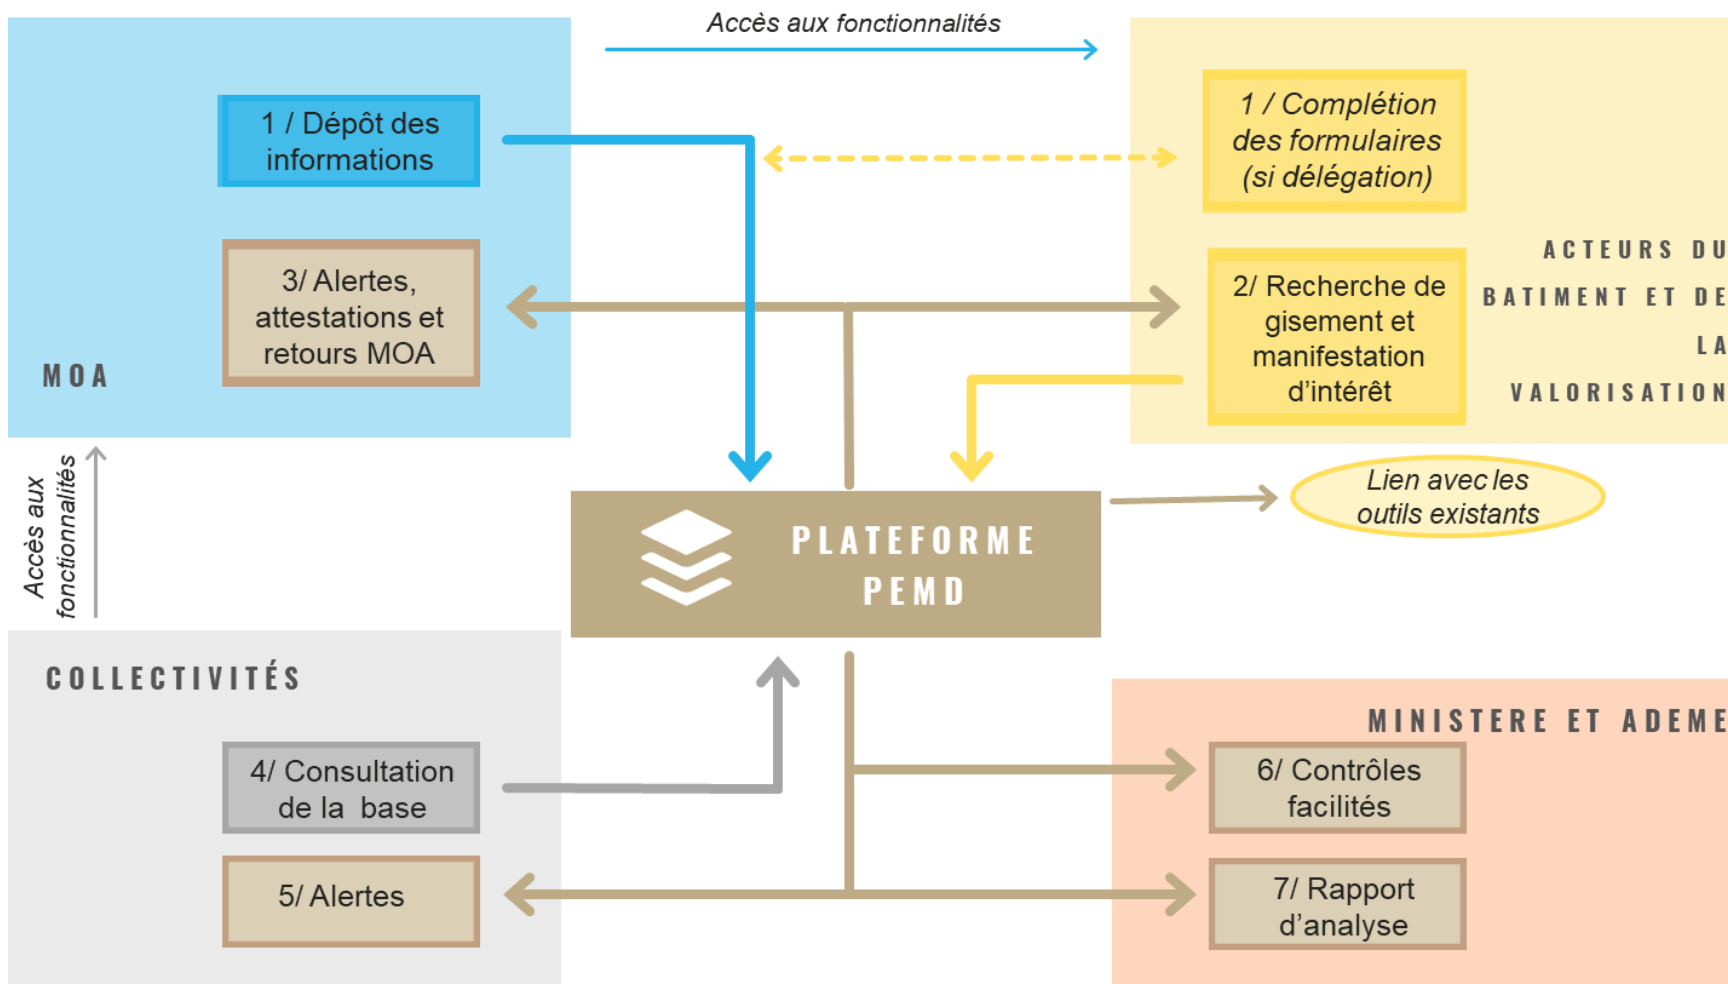 Accès aux fonctionnalités
1 / Dépôt des
informations
3/ Alertes,
attestations et
retours MOA
MOA
1 / Complétion
des formulaires
(si délégation)
2/ Recherche de
gisement et
manifestation
d’intérêt
ACTEURS DU
BATIMENT ET DE
LA
VALORISATION
Accès aux
fonctionnalités
Lien avec les
outils existants
PLATEFORME
PEMD
COLLECTIVITÉS
4/ Consultation
de la base
5/ Alertes
MINISTERE ET ADEME
6/ Contrôles
facilités
7/ Rapport
d’analyse